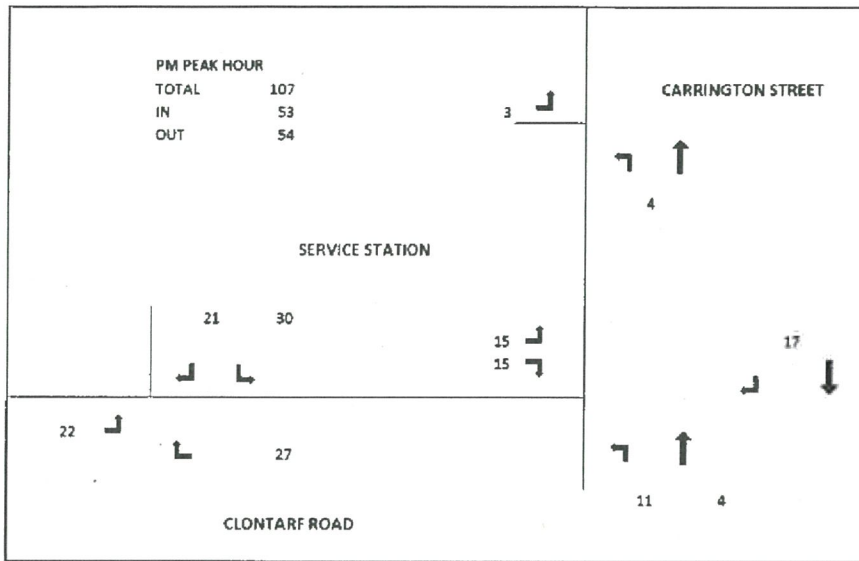 PM PEAK HOUR
TOTAL 107
IN 53
OUT 54
3
CARRINGTON STREET
4
SERVICE STATION
21 30
15
15
17
22
27
11 4
CLONTARF ROAD